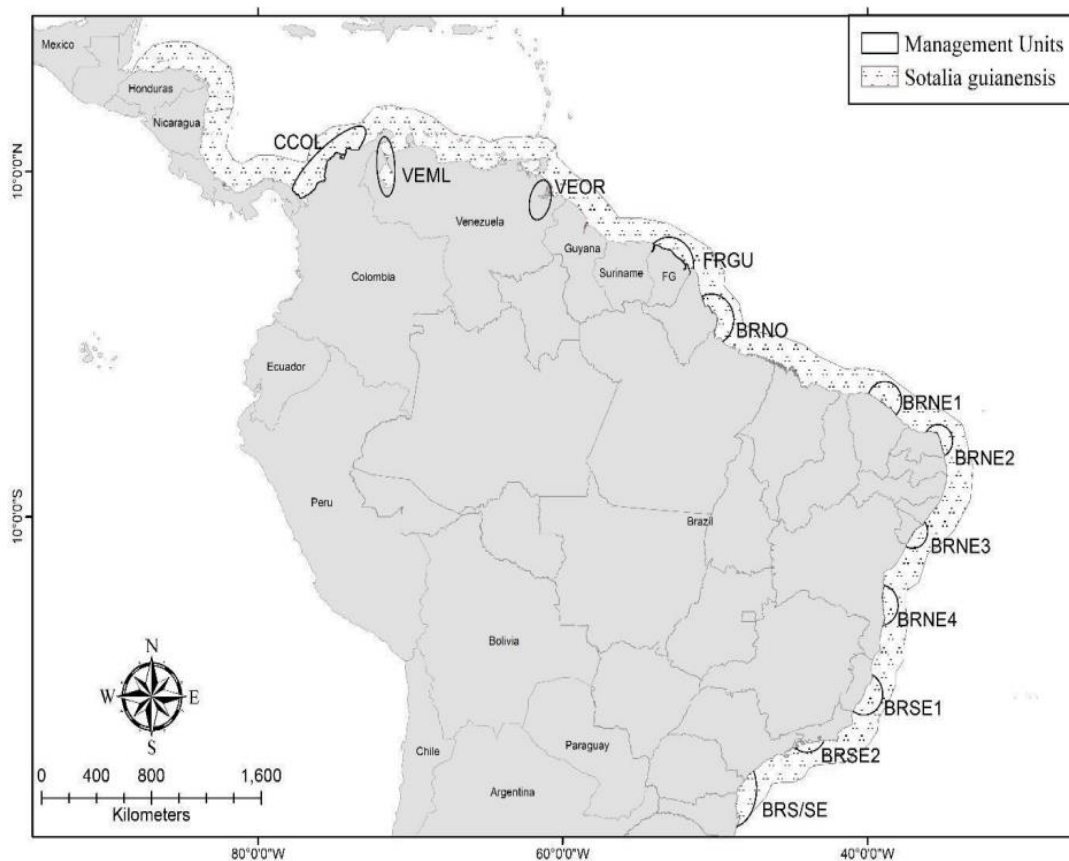 Management Units
Sotalia guianensis
Mexico
Honduras
Nicaragua
CCOL
VEML
VEOR
Venezuela
Guyana
Suriname
FG
FRGU
Colombia
BRNO
Ecuador
BRNE1
BRNE2
Peru
Brazil
BRNE3
BRNE4
Bolivia
BRSE1
Paraguay
Chile
BRSE2
Argentina
BRS/SE
N
W
E
S
0 400 800 1,600
Kilometers
10°0'0"N
10°0'0"S
80°0'0"W 60°0'0"W 40°0'0"W